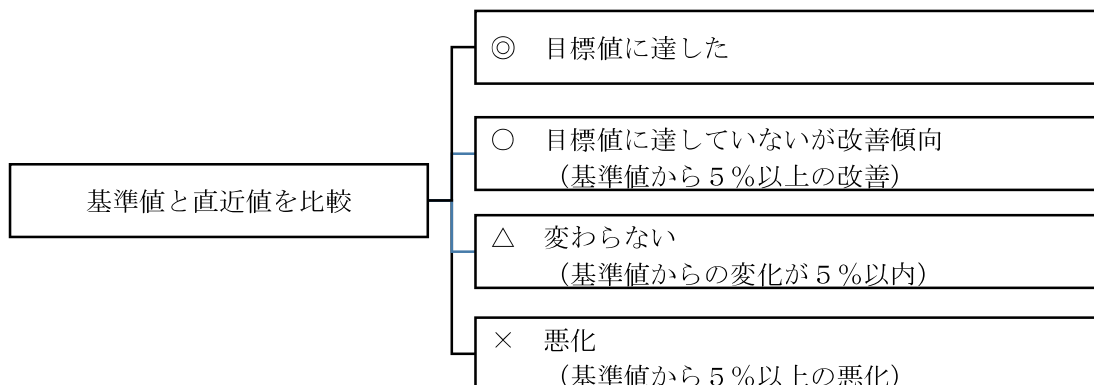 ◎　目標値に達した
○　目標値に達していないが改善傾向
（基準値から５％以上の改善）
基準値と直近値を比較
△　変わらない
（基準値からの変化が５％以内）
×　悪化
（基準値から５％以上の悪化）